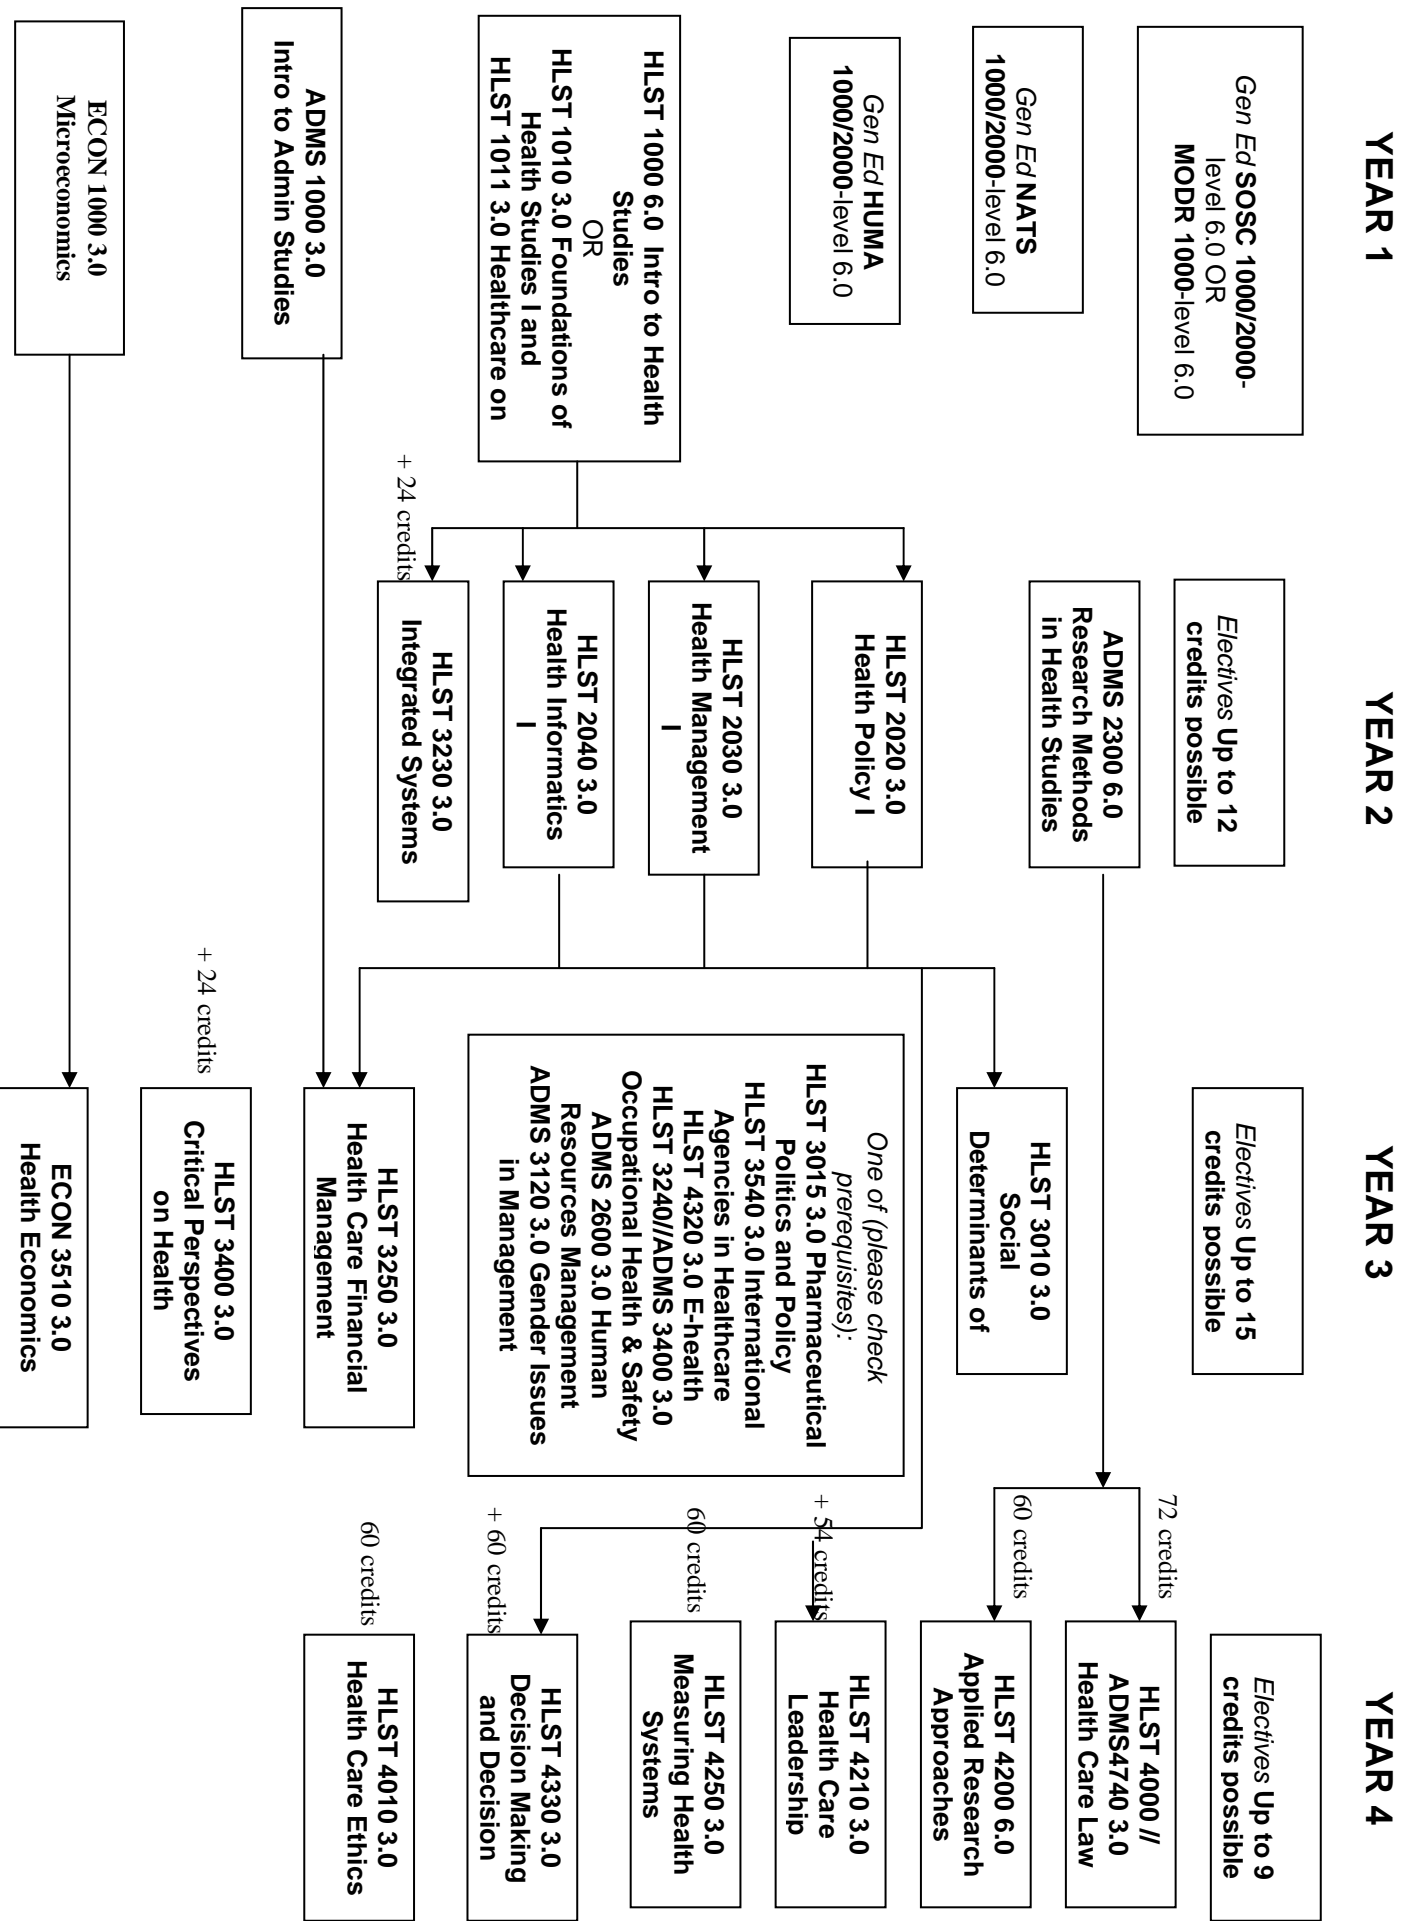 YEAR 1
Gen Ed SOSC 1000/2000-
level 6.0 OR
MODR 1000-level 6.0
Gen Ed NATS
1000/2000-level 6.0
Gen Ed HUMA
1000/2000-level 6.0
HLST 1000 6.0 Intro to Health
Studies
OR
HLST 1010 3.0 Foundations of
Health Studies I and
HLST 1011 3.0 Healthcare on
ADMS 1000 3.0
Intro to Admin Studies
ECON 1000 3.0
Microeconomics
YEAR 2
Electives Up to 12
credits possible
ADMS 2300 6.0
Research Methods
in Health Studies
HLST 2020 3.0
Health Policy I
HLST 2030 3.0
Health Management
I
HLST 2040 3.0
Health Informatics
I
+ 24 credits
HLST 3230 3.0
Integrated Systems
YEAR 3
Electives Up to 15
credits possible
HLST 3010 3.0
Social
Determinants of
One of (please check
prerequisites):
HLST 3015 3.0 Pharmaceutical
Politics and Policy
HLST 3540 3.0 International
Agencies in Healthcare
HLST 4320 3.0 E-health
HLST 3240//ADMS 3400 3.0
Occupational Health & Safety
ADMS 2600 3.0 Human
Resources Management
ADMS 3120 3.0 Gender Issues
in Management
HLST 3250 3.0
Health Care Financial
Management
+ 24 credits
HLST 3400 3.0
Critical Perspectives
on Health
ECON 3510 3.0
Health Economics
YEAR 4
Electives Up to 9
credits possible
72 credits
HLST 4000 //
ADMS4740 3.0
Health Care Law
60 credits
HLST 4200 6.0
Applied Research
Approaches
+ 54 credits
HLST 4210 3.0
Health Care
Leadership
60 credits
HLST 4250 3.0
Measuring Health
Systems
+ 60 credits
HLST 4330 3.0
Decision Making
and Decision
60 credits
HLST 4010 3.0
Health Care Ethics